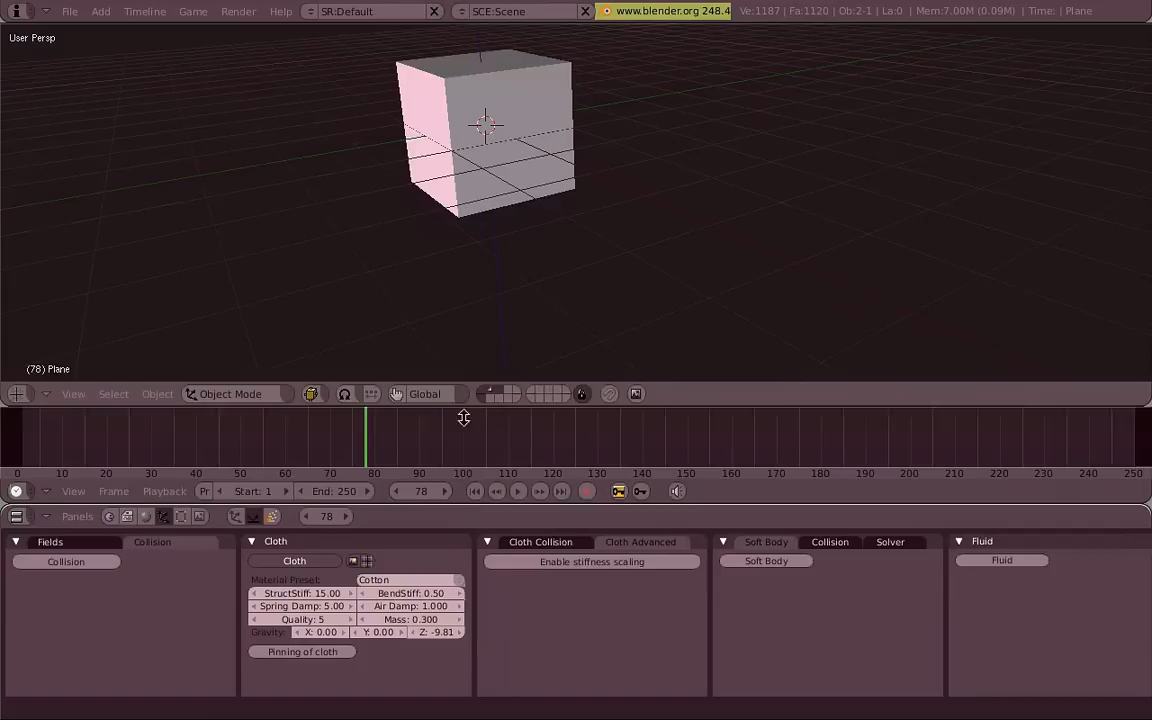 File Add Timeline Game Render Help SR:Default SCE:Scene www.blender.org 248.4 Ve:1187 | Fa:1120 | Ob:2-1 | La:0 | Mem:7.00M (0.09M) | Time: | Plane
User Persp
(78) Plane
View Select Object Object Mode Global
0 10 20 30 40 50 60 70 80 90 100 110 120 130 140 150 160 170 180 190 200 210 220 230 240 250
View Frame Playback Pr Start: 1 End: 250 78
Panels 78
Fields Collision Cloth Cloth Collision Cloth Advanced Soft Body Collision Solver Fluid
Collision Cloth Enable stiffness scaling Soft Body Fluid
Material Preset: Cotton
StructStiff: 15.00 BendStiff: 0.50
Spring Damp: 5.00 Air Damp: 1.000
Quality: 5 Mass: 0.300
Gravity: X: 0.00 Y: 0.00 Z: -9.81
Pinning of cloth